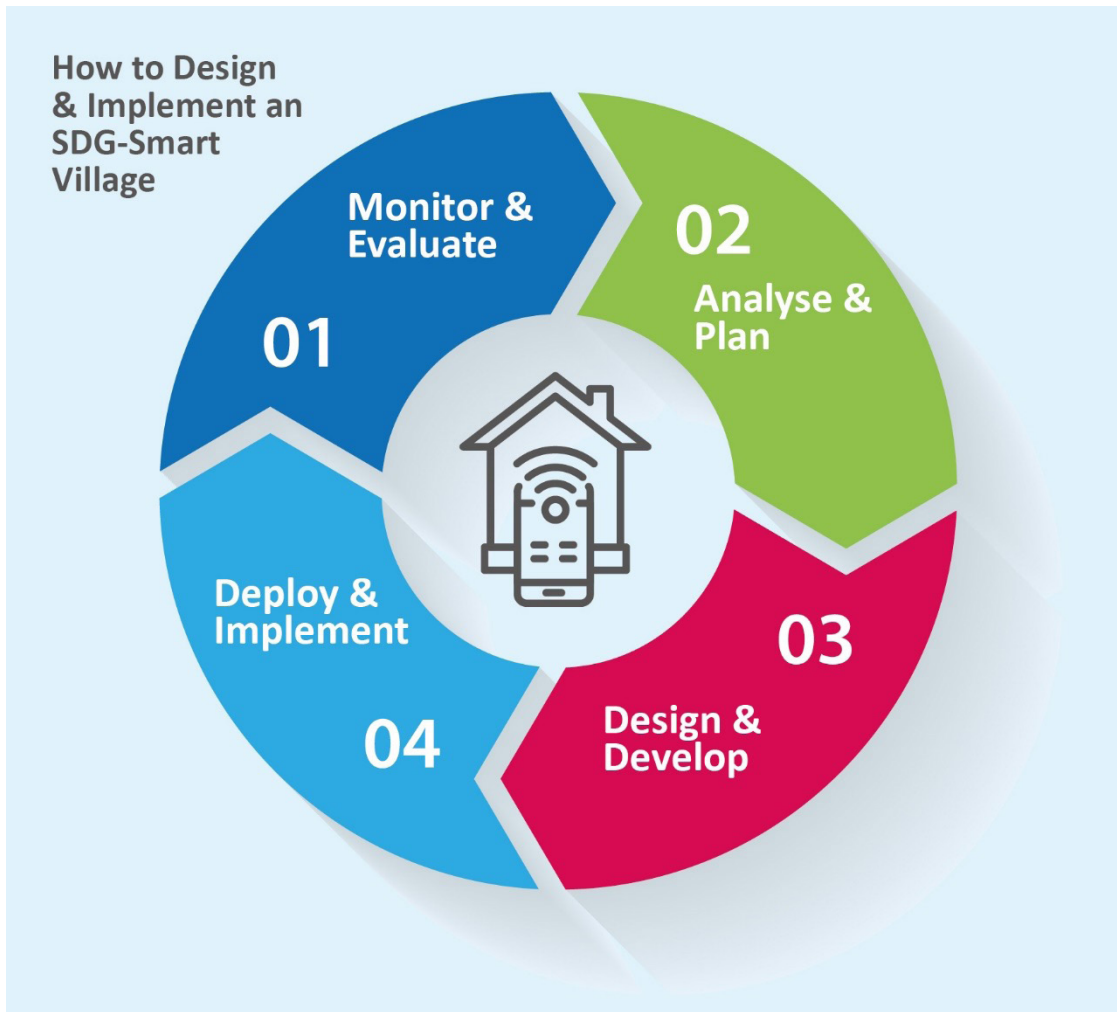 How to Design
& Implement an
SDG-Smart
Village
Monitor &
Evaluate
01
02
Analyse &
Plan
03
Design &
Develop
Deploy &
Implement
04